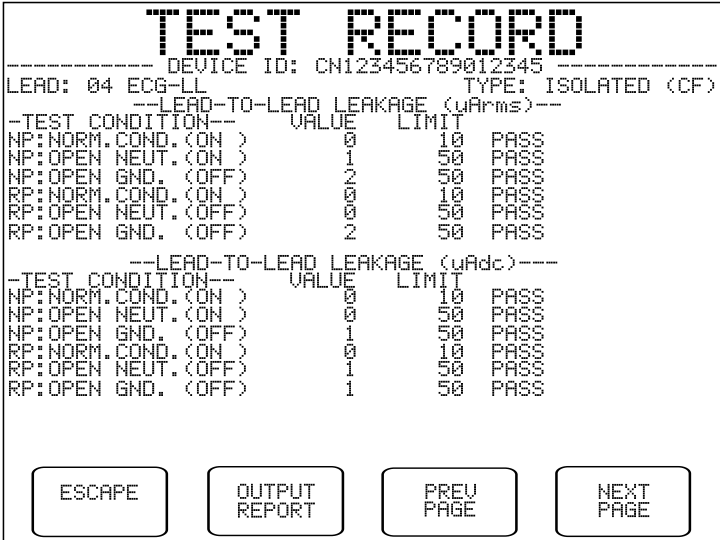 TEST RECORD
----------- DEVICE ID: CN123456789012345 -----------
LEAD: 04 ECG-LL TYPE: ISOLATED (CF)
--LEAD-TO-LEAD LEAKAGE (uArms)--
-TEST CONDITION-- VALUE LIMIT
NP:NORM.COND.(ON ) 0 10 PASS
NP:OPEN NEUT.(ON ) 1 50 PASS
NP:OPEN GND. (OFF) 2 50 PASS
RP:NORM.COND.(ON ) 0 10 PASS
RP:OPEN NEUT.(OFF) 0 50 PASS
RP:OPEN GND. (OFF) 2 50 PASS
--LEAD-TO-LEAD LEAKAGE (uAdc)---
-TEST CONDITION-- VALUE LIMIT
NP:NORM.COND.(ON ) 0 10 PASS
NP:OPEN NEUT.(ON ) 0 50 PASS
NP:OPEN GND. (OFF) 1 50 PASS
RP:NORM.COND.(ON ) 0 10 PASS
RP:OPEN NEUT.(OFF) 1 50 PASS
RP:OPEN GND. (OFF) 1 50 PASS
ESCAPE
OUTPUT
REPORT
PREV
PAGE
NEXT
PAGE